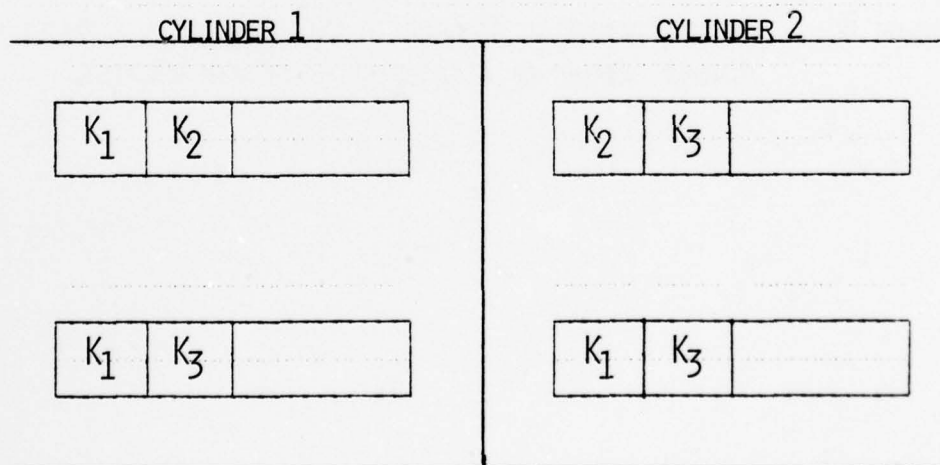 CYLINDER 1
CYLINDER 2
K1 K2
K2 K3
K1 K3
K1 K3